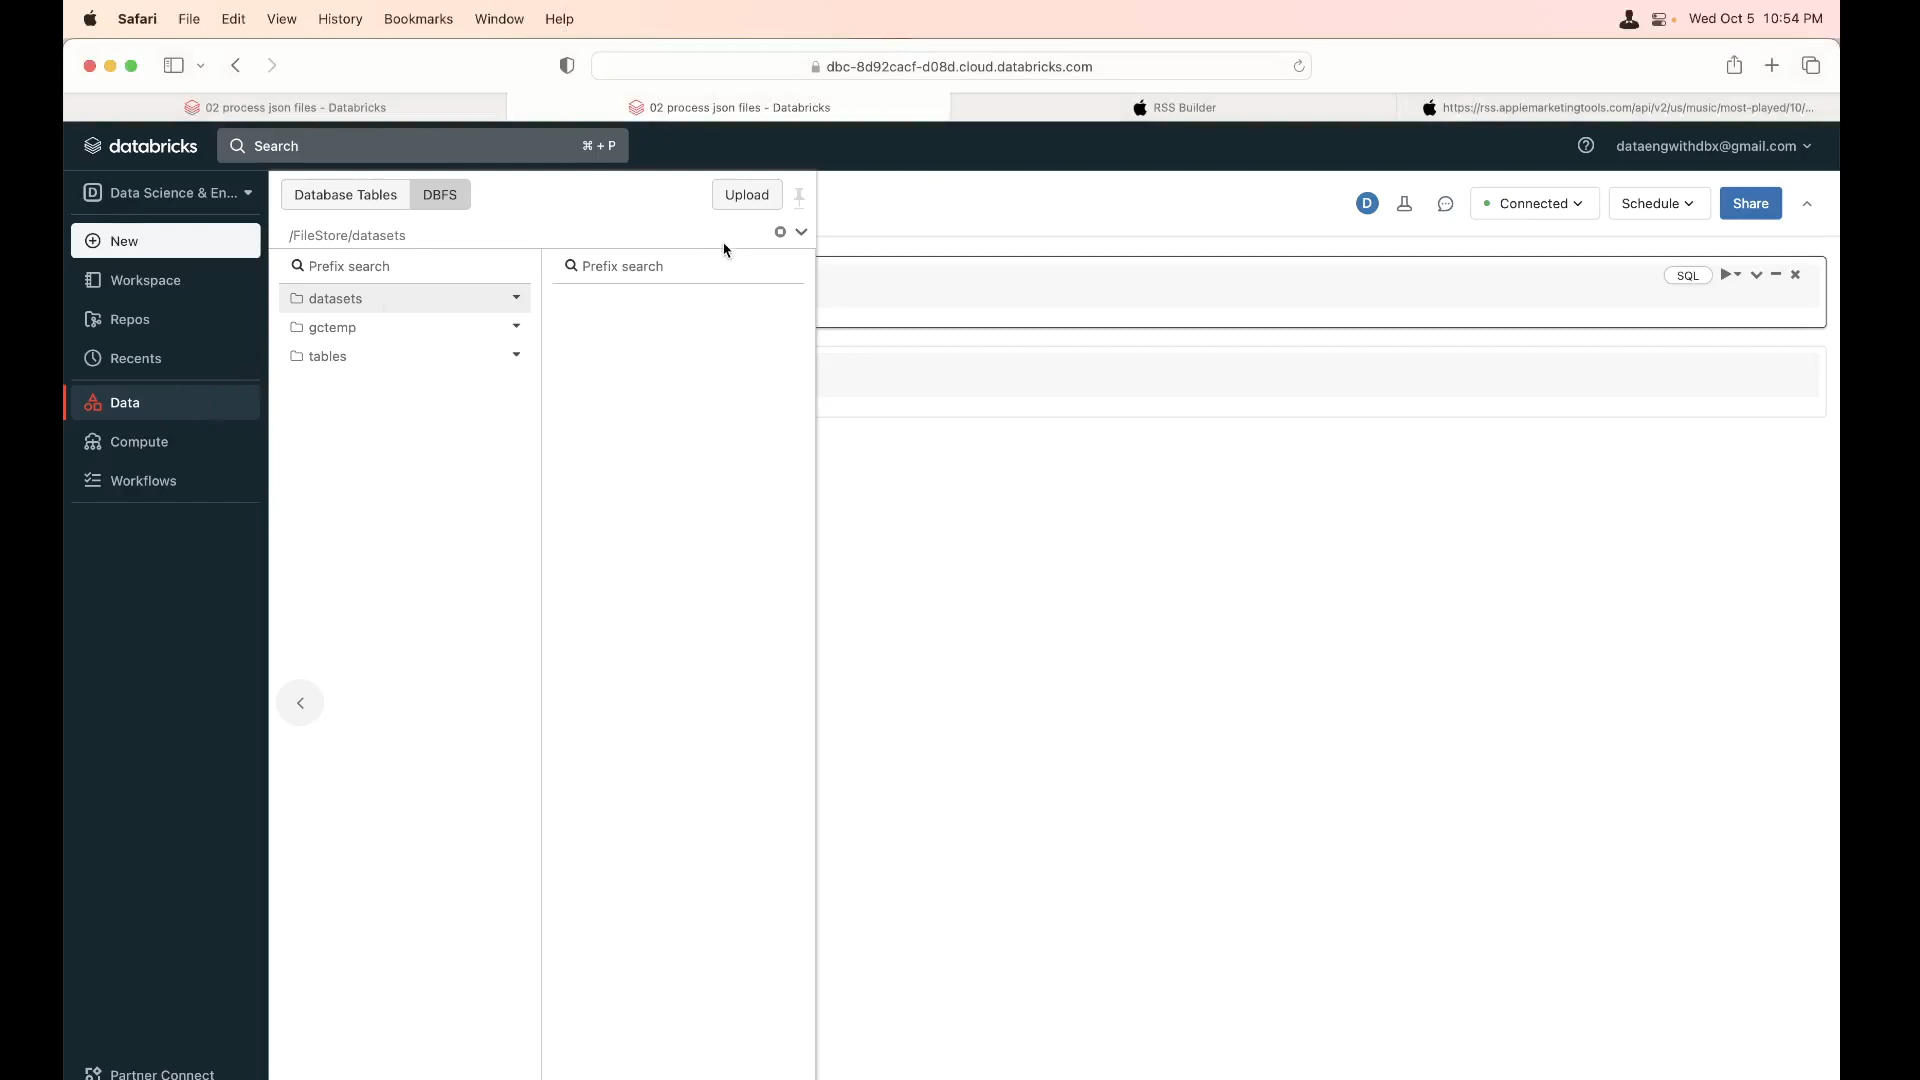 Safari File Edit View History Bookmarks Window Help Wed Oct 5 10:54 PM
dbc-8d92cacf-d08d.cloud.databricks.com
02 process json files - Databricks
02 process json files - Databricks
RSS Builder
https://rss.applemarketingtools.com/api/v2/us/music/most-played/10/...
databricks
Search ⌘ + P
dataengwithdbx@gmail.com
D Data Science & En...
New
Workspace
Repos
Recents
Data
Compute
Workflows
Partner Connect
Database Tables DBFS Upload
/FileStore/datasets
Prefix search
datasets
gctemp
tables
Prefix search
D Connected Schedule Share
SQL